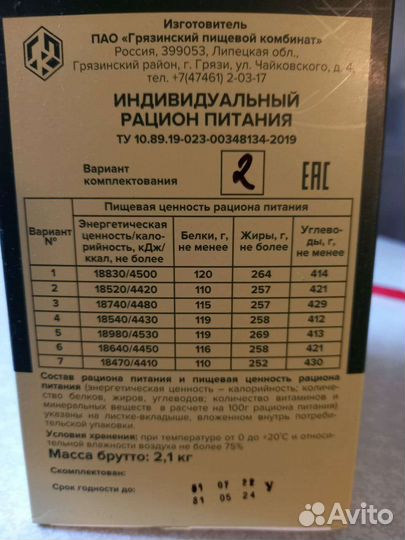 Изготовитель
ПАО «Грязинский пищевой комбинат»
Россия, 399053, Липецкая обл.,
Грязинский район, г. Грязи, ул. Чайковского, д. 4,
тел. +7(47461) 2-03-17
ИНДИВИДУАЛЬНЫЙ
РАЦИОН ПИТАНИЯ
ТУ 10.89.19-023-00348134-2019
Вариант
комплектования
2
ЕАС
Пищевая ценность рациона питания
Вариант №
Энергетическая ценность/кало-рийность, кДж/ккал, не более
Белки, г, не менее
Жиры, г, не более
Углево-ды, г, не менее
1 18830/4500 120 264 414
2 18520/4420 110 257 421
3 18740/4480 115 257 429
4 18540/4430 119 258 412
5 18980/4530 119 269 413
6 18640/4450 116 258 421
7 18470/4410 110 252 430
Состав рациона питания и пищевая ценность рациона
питания (энергетическая ценность – калорийность; количе-
ство белков, жиров, углеводов; количество витаминов и
минеральных веществ в расчете на 100г рациона питания)
указаны на листке-вкладыше, вложенном внутрь потреби-
тельской упаковки.
Условия хранения: при температуре от 0 до +20°С и относи-
тельной влажности воздуха не более 75%
Масса брутто: 2,1 кг
Скомплектован:
01 07 22 У
Срок годности до:
31 05 24
Avito